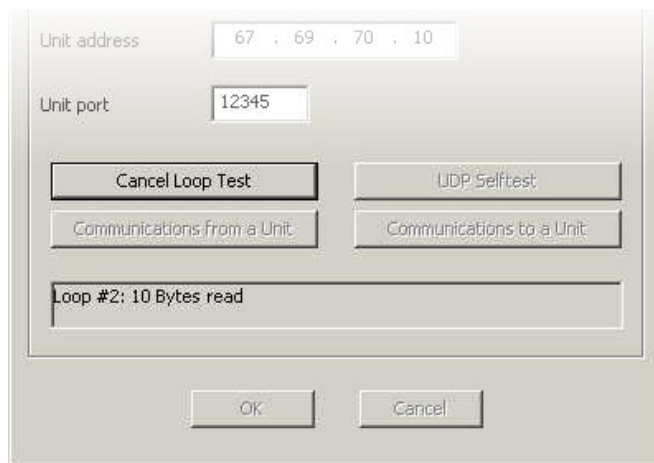 Unit address 67 . 69 . 70 . 10
Unit port 12345
Cancel Loop Test UDP Selftest
Communications from a Unit Communications to a Unit
Loop #2: 10 Bytes read
OK Cancel